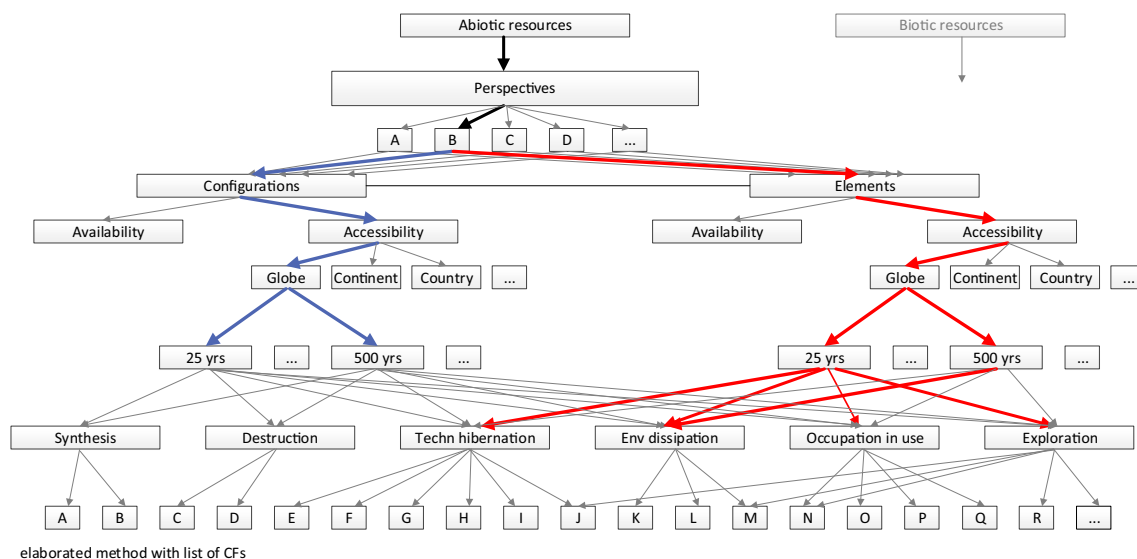 Abiotic resources
Biotic resources
Perspectives
A
B
C
D
...
Configurations
Elements
Availability
Accessibility
Availability
Accessibility
Globe
Continent
Country
...
Globe
Continent
Country
...
25 yrs
...
500 yrs
...
25 yrs
...
500 yrs
...
Synthesis
Destruction
Techn hibernation
Env dissipation
Occupation in use
Exploration
A
B
C
D
E
F
G
H
I
J
K
L
M
N
O
P
Q
R
...
elaborated method with list of CFs